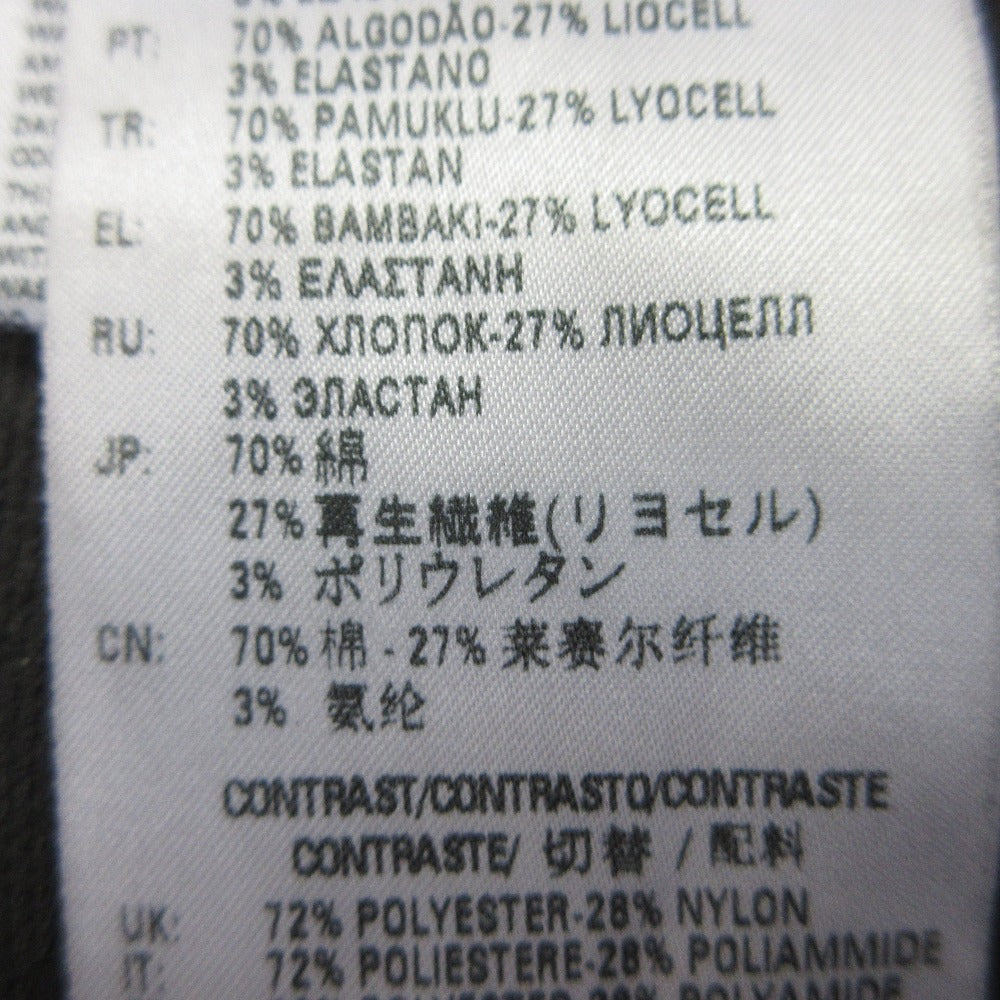 PT: 70% ALGODÃO-27% LIOCELL
3% ELASTANO
TR: 70% PAMUKLU-27% LYOCELL
3% ELASTAN
EL: 70% BAMBAKI-27% LYOCELL
3% ΕΛΑΣΤΑΝΗ
RU: 70% ХЛОПОК-27% ЛИОЦЕЛЛ
3% ЭЛАСТАН
JP: 70% 綿
27% 再生繊維(リヨセル)
3% ポリウレタン
CN: 70% 棉 - 27% 莱赛尔纤维
3% 氨纶
CONTRAST/CONTRASTO/CONTRASTE
CONTRASTE/ 切替 / 配料
UK: 72% POLYESTER-28% NYLON
IT: 72% POLIESTERE-28% POLIAMMIDE